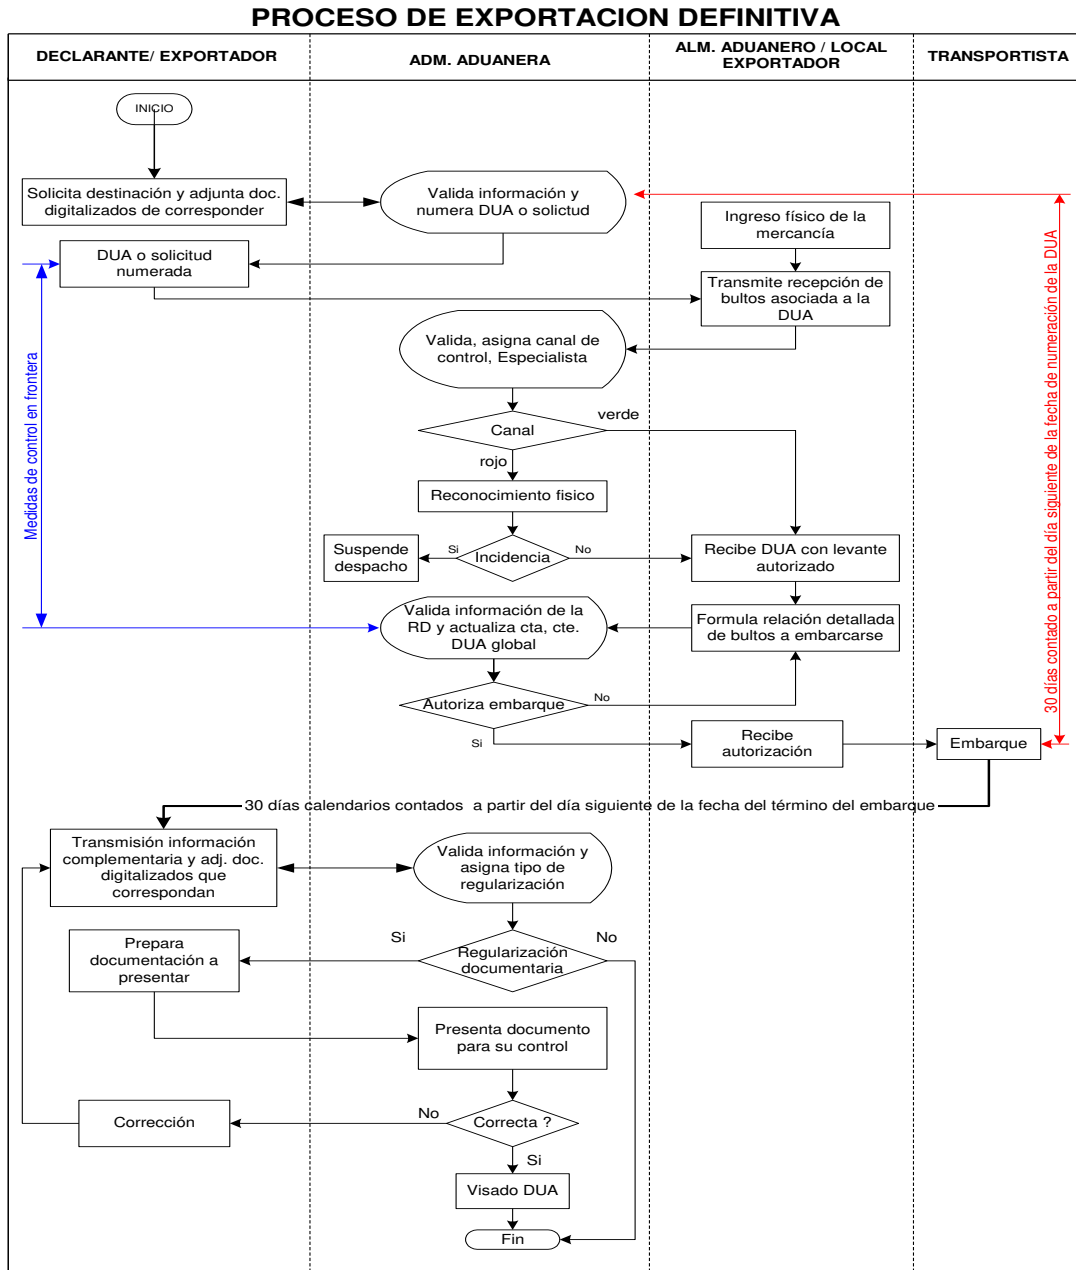 PROCESO DE EXPORTACION DEFINITIVA
DECLARANTE/ EXPORTADOR
ADM. ADUANERA
ALM. ADUANERO / LOCAL
EXPORTADOR
TRANSPORTISTA
INICIO
Solicita destinación y adjunta doc.
digitalizados de corresponder
Valida información y
numera DUA o solictud
Ingreso físico de la
mercancía
DUA o solicitud
numerada
Transmite recepción de
bultos asociada a la
DUA
Valida, asigna canal de
control, Especialista
Canal
verde
rojo
Reconocimiento fisico
Suspende
despacho
Si
Incidencia
No
Recibe DUA con levante
autorizado
Valida información de la
RD y actualiza cta, cte.
DUA global
Formula relación detallada
de bultos a embarcarse
Autoriza embarque
No
Si
Recibe
autorización
Embarque
Medidas de control en frontera
30 días contado a partir del día siguiente de la fecha de numeración de la DUA
30 días calendarios contados a partir del día siguiente de la fecha del término del embarque
Transmisión información
complementaria y adj. doc.
digitalizados que
correspondan
Valida información y
asigna tipo de
regularización
Si
No
Prepara
documentación a
presentar
Regularización
documentaria
Presenta documento
para su control
Corrección
No
Correcta ?
Si
Visado DUA
Fin